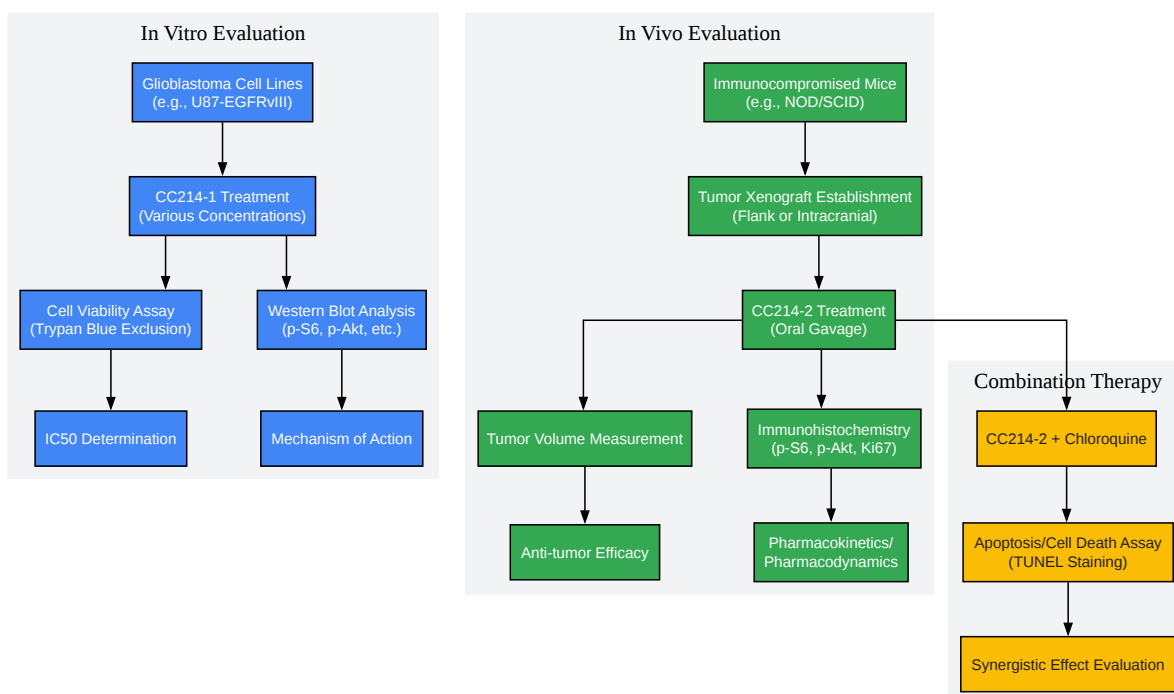 In Vitro Evaluation
Glioblastoma Cell Lines
(e.g., U87-EGFRvIII)
CC214-1 Treatment
(Various Concentrations)
Cell Viability Assay
(Trypan Blue Exclusion)
Western Blot Analysis
(p-S6, p-Akt, etc.)
IC50 Determination
Mechanism of Action
In Vivo Evaluation
Immunocompromised Mice
(e.g., NOD/SCID)
Tumor Xenograft Establishment
(Flank or Intracranial)
CC214-2 Treatment
(Oral Gavage)
Tumor Volume Measurement
Immunohistochemistry
(p-S6, p-Akt, Ki67)
Anti-tumor Efficacy
Pharmacokinetics/
Pharmacodynamics
Combination Therapy
CC214-2 + Chloroquine
Apoptosis/Cell Death Assay
(TUNEL Staining)
Synergistic Effect Evaluation